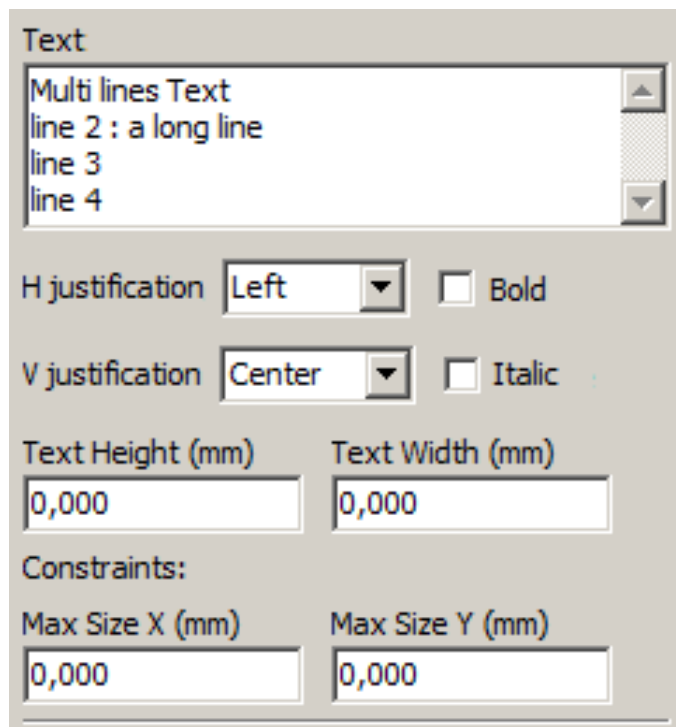 Text
Multi lines Text
line 2 : a long line
line 3
line 4
H justification Left Bold
V justification Center Italic
Text Height (mm) Text Width (mm)
0,000 0,000
Constraints:
Max Size X (mm) Max Size Y (mm)
0,000 0,000